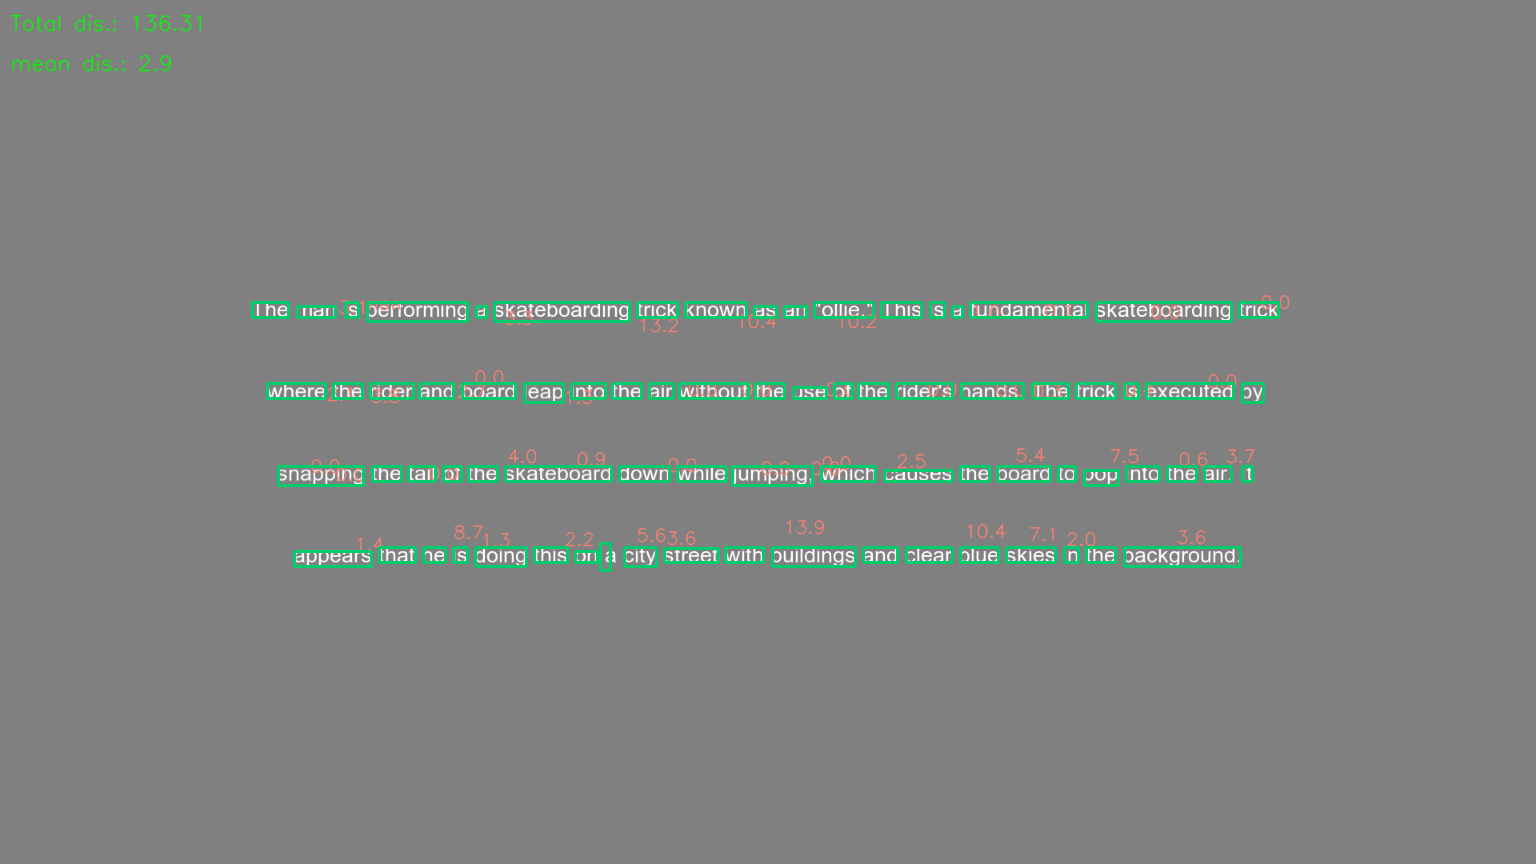 Total dis.: 136.31
mean dis.: 2.9
The man is performing a skateboarding trick known as an "ollie." This is a fundamental skateboarding trick
0.0
13.2 10.4 10.2
0.0 0.0
where the rider and board leap into the air without the use of the rider's hands. The trick is executed by
4.0 0.9 0.0 2.5 5.4 7.5 0.6 3.7
snapping the tail of the skateboard down while jumping, which causes the board to pop into the air. It
1.4 8.7 1.3 2.2 5.6 3.6 13.9 10.4 7.1 2.0 3.6
appears that he is doing this on a city street with buildings and clear blue skies in the background.